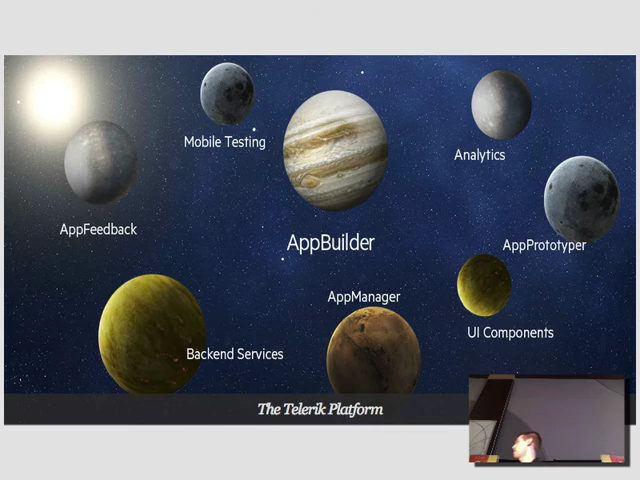 Mobile Testing
Analytics
AppFeedback
AppBuilder
AppPrototyper
AppManager
UI Components
Backend Services
The Telerik Platform